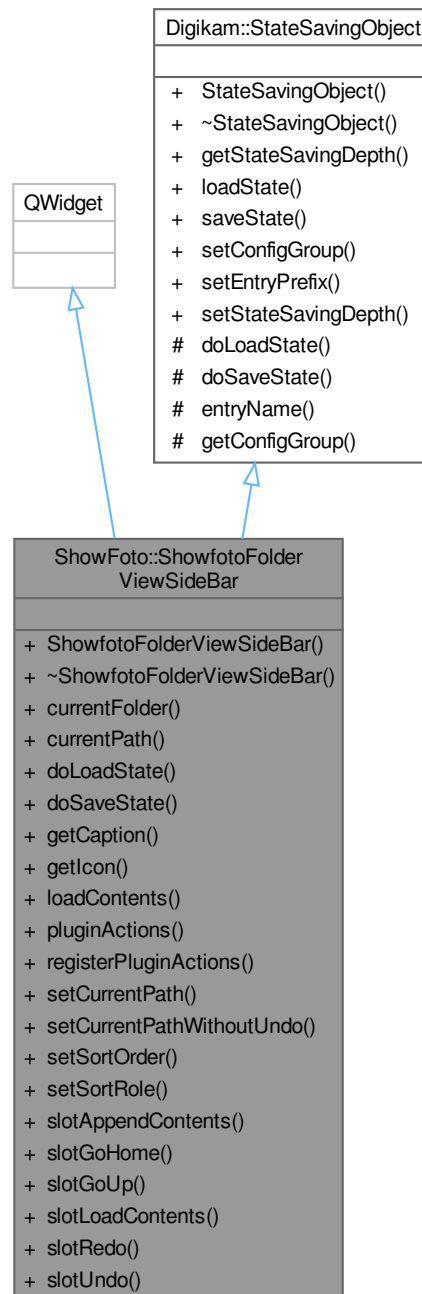 Digikam::StateSavingObject
+ StateSavingObject()
+ ~StateSavingObject()
+ getStateSavingDepth()
+ loadState()
+ saveState()
+ setConfigGroup()
+ setEntryPrefix()
+ setStateSavingDepth()
# doLoadState()
# doSaveState()
# entryName()
# getConfigGroup()
QWidget
ShowFoto::ShowfotoFolder
ViewSideBar
+ ShowfotoFolderViewSideBar()
+ ~ShowfotoFolderViewSideBar()
+ currentFolder()
+ currentPath()
+ doLoadState()
+ doSaveState()
+ getCaption()
+ getIcon()
+ loadContents()
+ pluginActions()
+ registerPluginActions()
+ setCurrentPath()
+ setCurrentPathWithoutUndo()
+ setSortOrder()
+ setSortRole()
+ slotAppendContents()
+ slotGoHome()
+ slotGoUp()
+ slotLoadContents()
+ slotRedo()
+ slotUndo()